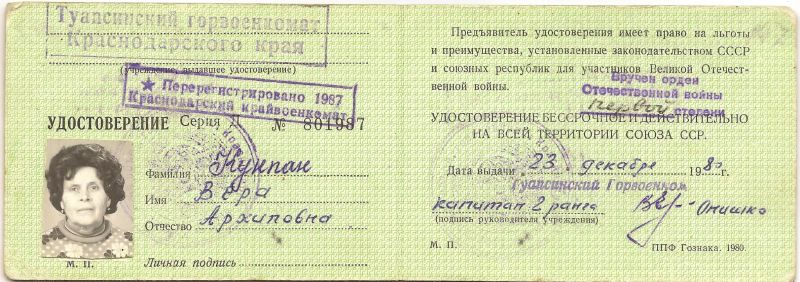 Туапсинский горвоенкомат
Краснодарского края
(учреждение, выдавшее удостоверение)
★ Перерегистрировано 1987
Краснодарский крайвоенкомат
УДОСТОВЕРЕНИЕ Серия Д № 801987
Фамилия Кункпан
Имя Вера
Отчество Архиповна
М. П. Личная подпись
Предъявитель удостоверения имеет право на льготы
и преимущества, установленные законодательством СССР
и союзных республик для участников Великой Отечест-
венной войны.
Вручен орден
Отечественной войны
первой степени
УДОСТОВЕРЕНИЕ БЕССРОЧНОЕ И ДЕЙСТВИТЕЛЬНО
НА ВСЕЙ ТЕРРИТОРИИ СОЮЗА ССР.
Дата выдачи 23 декабря 1980г.
Туапсинский Горвоенком
капитан 2 ранга Онишко
(подпись руководителя учреждения)
М. П. ППФ Гознака. 1980.